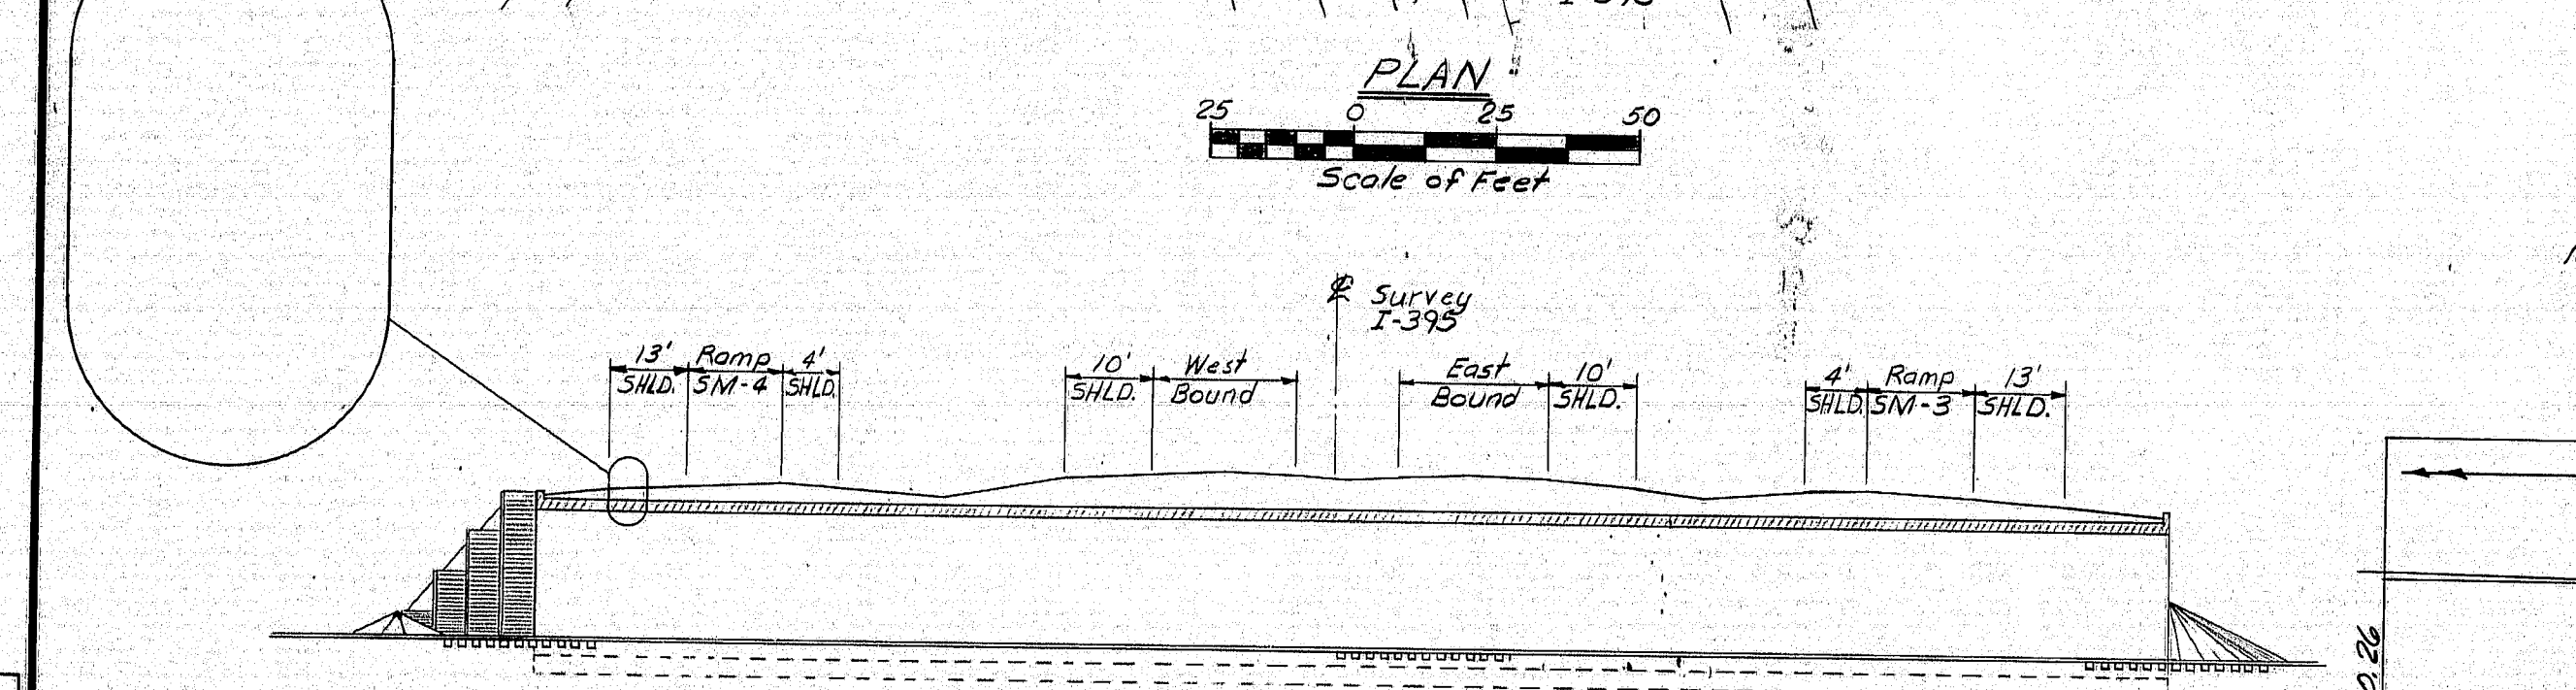 I-395
PLAN
25 0 25 50
Scale of Feet
℄ Survey
I-395
13' Ramp 4'
SHLD. SM-4 SHLD.
10' West
SHLD. Bound
East 10'
Bound SHLD.
4' Ramp 13'
SHLD. SM-3 SHLD.